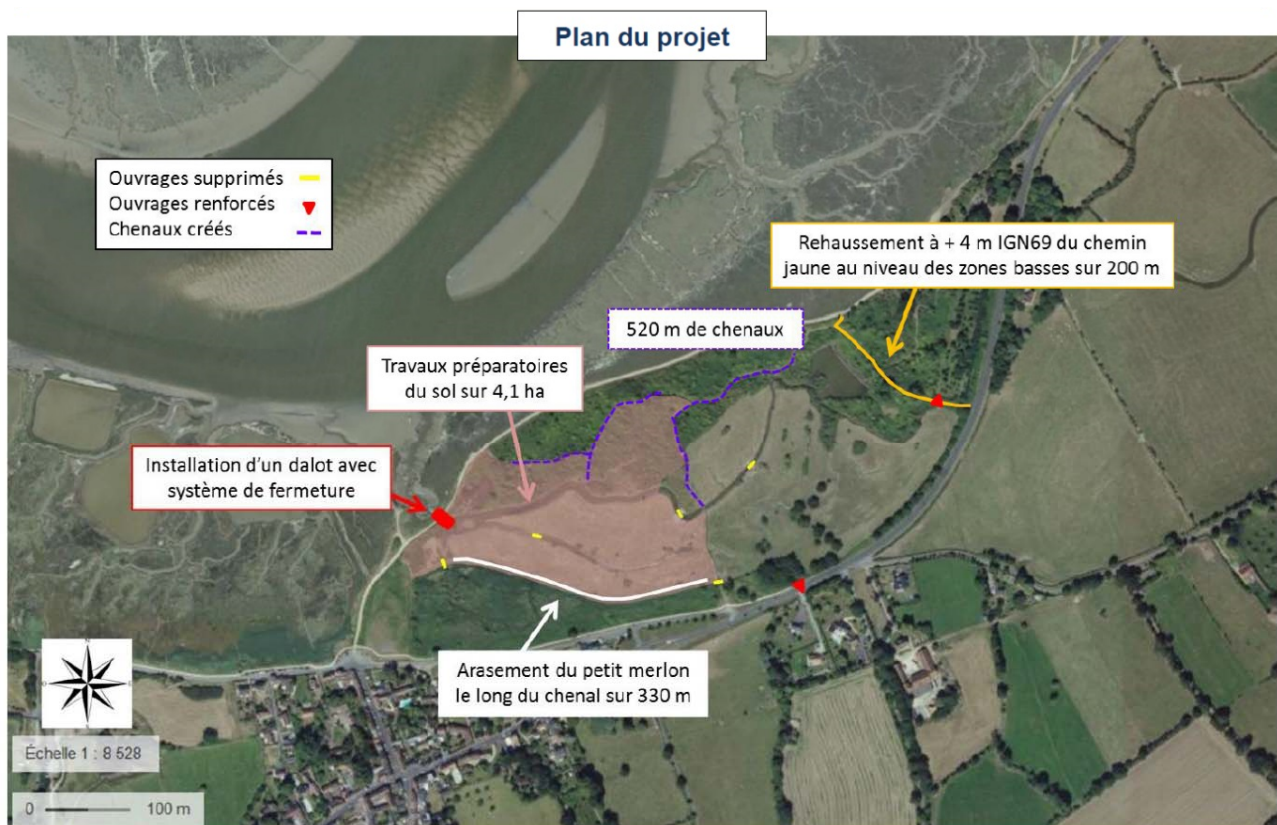 Plan du projet
Ouvrages supprimés
Ouvrages renforcés
Chenaux créés
Rehaussement à + 4 m IGN69 du chemin
jaune au niveau des zones basses sur 200 m
520 m de chenaux
Travaux préparatoires
du sol sur 4,1 ha
Installation d'un dalot avec
système de fermeture
Arasement du petit merlon
le long du chenal sur 330 m
Échelle 1 : 8 528
0 100 m